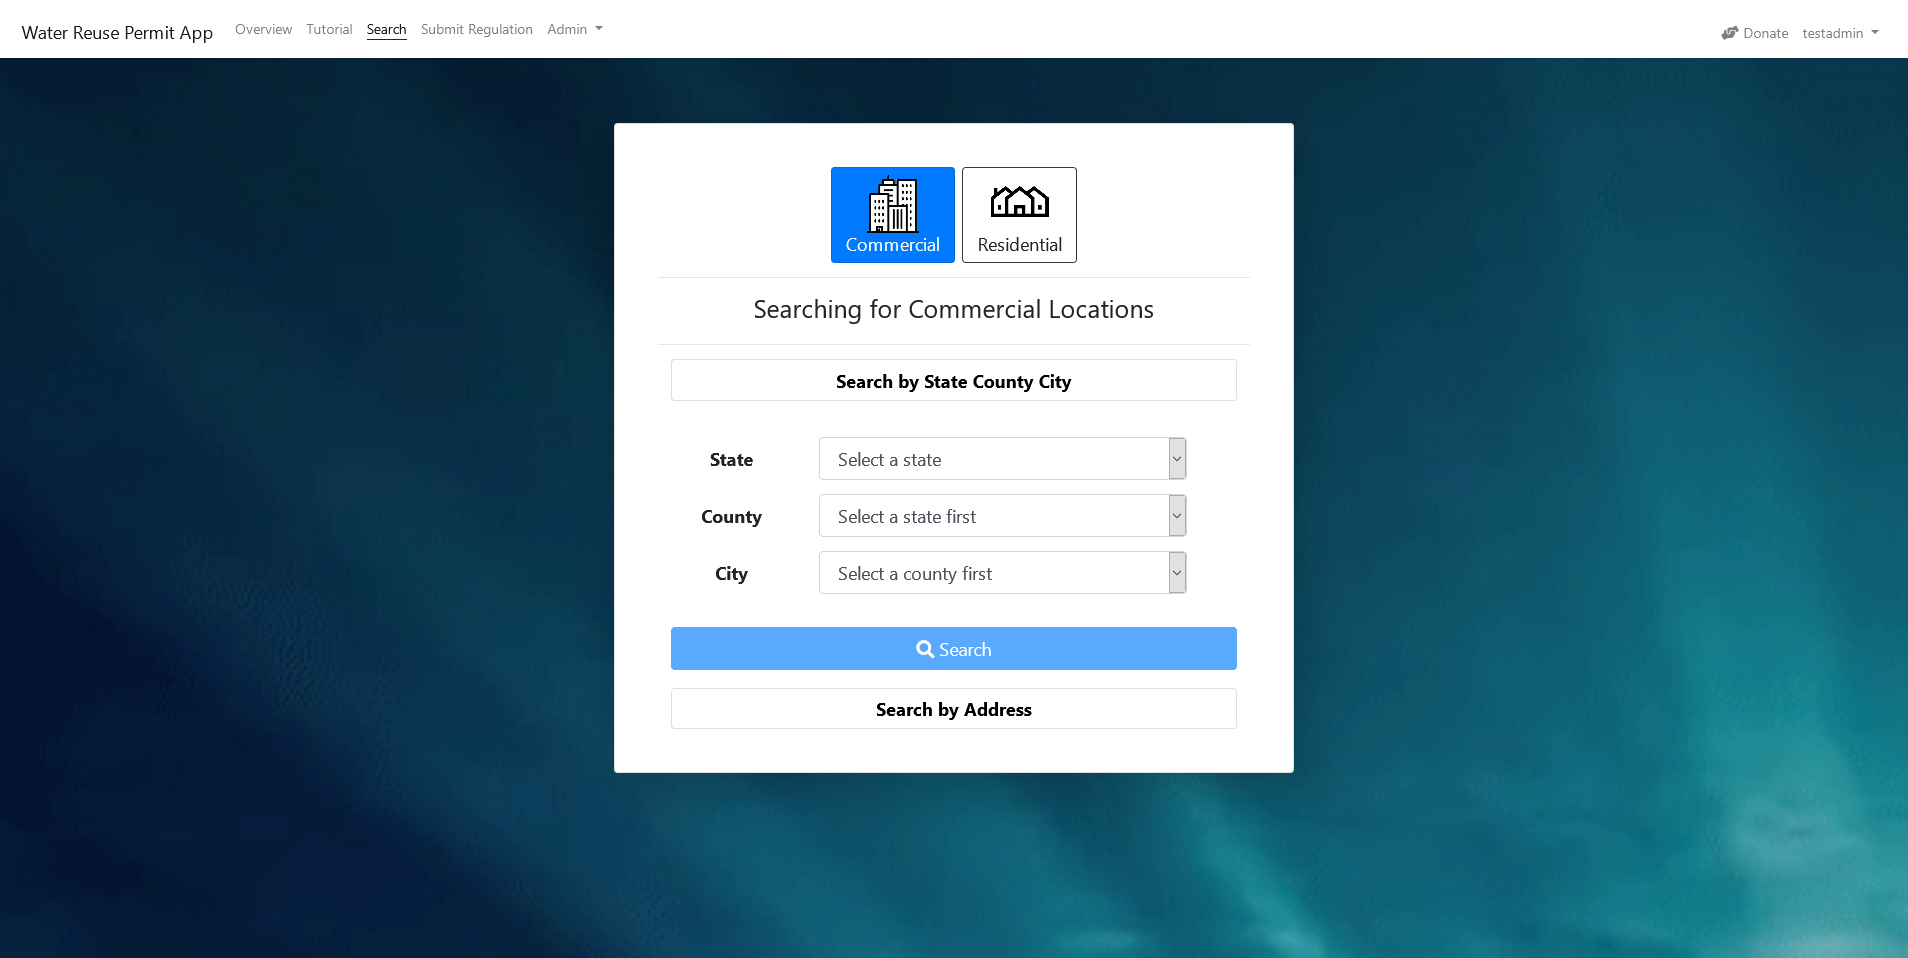 Water Reuse Permit App Overview Tutorial Search Submit Regulation Admin Donate testadmin
Commercial Residential
Searching for Commercial Locations
Search by State County City
State Select a state
County Select a state first
City Select a county first
Search
Search by Address